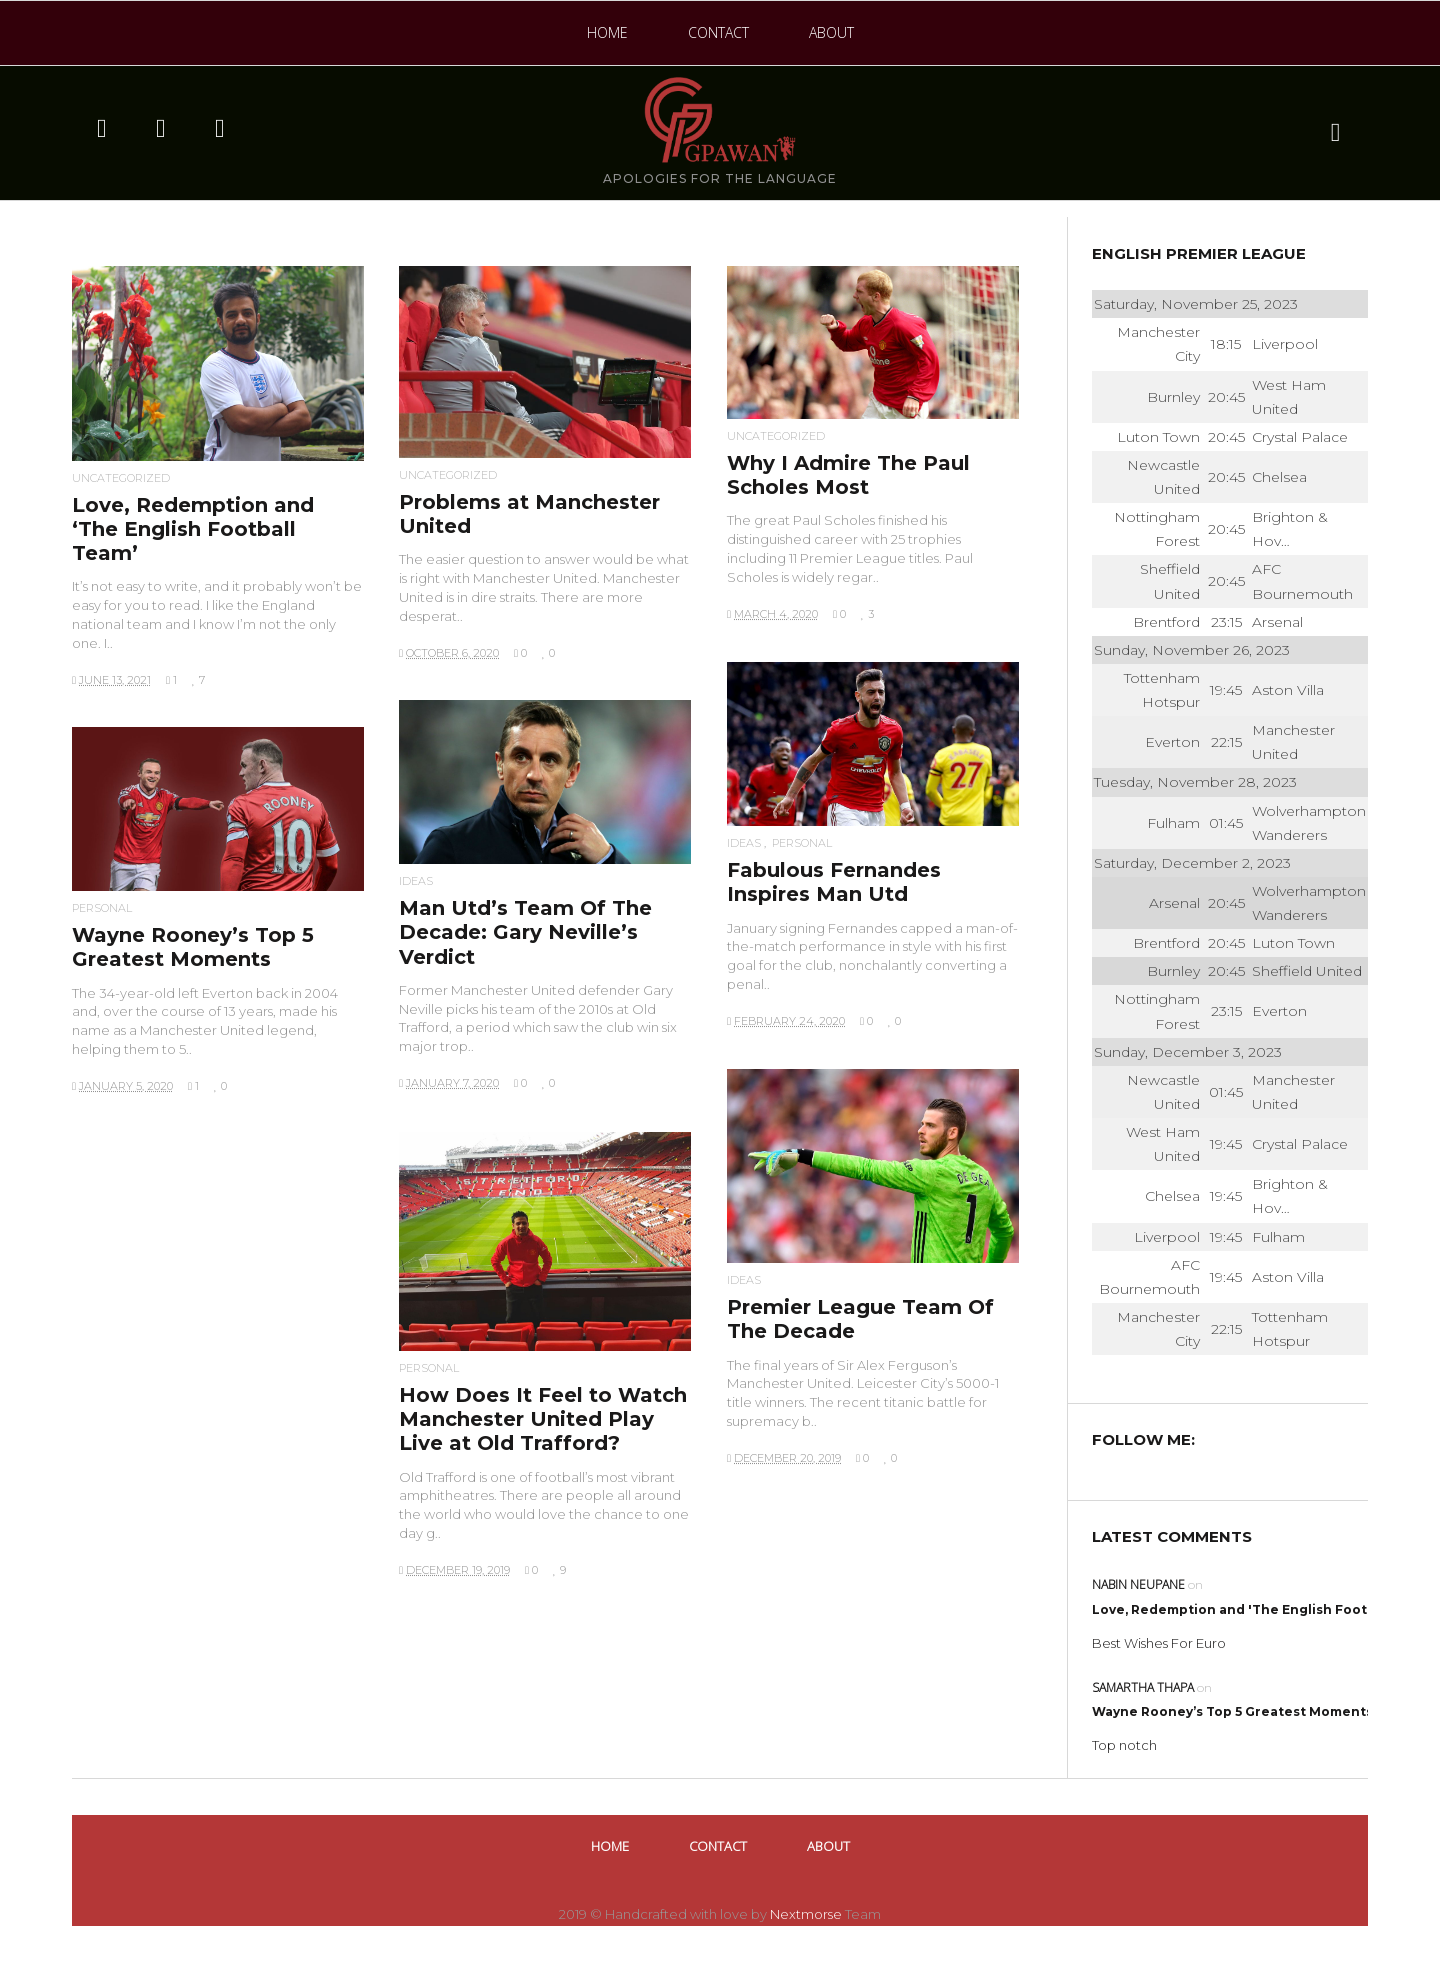 HOME CONTACT ABOUT
GPAWAN
APOLOGIES FOR THE LANGUAGE
UNCATEGORIZED
Love, Redemption and
‘The English Football
Team’
It’s not easy to write, and it probably won’t be
easy for you to read. I like the England
national team and I know I’m not the only
one. I..
JUNE 13, 2021 1 , 7
ROONEY
10
PERSONAL
Wayne Rooney’s Top 5
Greatest Moments
The 34-year-old left Everton back in 2004
and, over the course of 13 years, made his
name as a Manchester United legend,
helping them to 5..
JANUARY 5, 2020 1 , 0
UNCATEGORIZED
Problems at Manchester
United
The easier question to answer would be what
is right with Manchester United. Manchester
United is in dire straits. There are more
desperat..
OCTOBER 6, 2020 0 , 0
IDEAS
Man Utd’s Team Of The
Decade: Gary Neville’s
Verdict
Former Manchester United defender Gary
Neville picks his team of the 2010s at Old
Trafford, a period which saw the club win six
major trop..
JANUARY 7, 2020 0 , 0
STRETFORD END
PERSONAL
How Does It Feel to Watch
Manchester United Play
Live at Old Trafford?
Old Trafford is one of football’s most vibrant
amphitheatres. There are people all around
the world who would love the chance to one
day g..
DECEMBER 19, 2019 0 , 9
vodafone
UNCATEGORIZED
Why I Admire The Paul
Scholes Most
The great Paul Scholes finished his
distinguished career with 25 trophies
including 11 Premier League titles. Paul
Scholes is widely regar..
MARCH 4, 2020 0 , 3
CHEVROLET
27
IDEAS , PERSONAL
Fabulous Fernandes
Inspires Man Utd
January signing Fernandes capped a man-of-
the-match performance in style with his first
goal for the club, nonchalantly converting a
penal..
FEBRUARY 24, 2020 0 , 0
DE GEA
1
IDEAS
Premier League Team Of
The Decade
The final years of Sir Alex Ferguson’s
Manchester United. Leicester City’s 5000-1
title winners. The recent titanic battle for
supremacy b..
DECEMBER 20, 2019 0 , 0
ENGLISH PREMIER LEAGUE
Saturday, November 25, 2023
Manchester
City 18:15 Liverpool
Burnley 20:45 West Ham
United
Luton Town 20:45 Crystal Palace
Newcastle
United 20:45 Chelsea
Nottingham
Forest 20:45 Brighton &
Hov...
Sheffield
United 20:45 AFC
Bournemouth
Brentford 23:15 Arsenal
Sunday, November 26, 2023
Tottenham
Hotspur 19:45 Aston Villa
Everton 22:15 Manchester
United
Tuesday, November 28, 2023
Fulham 01:45 Wolverhampton
Wanderers
Saturday, December 2, 2023
Arsenal 20:45 Wolverhampton
Wanderers
Brentford 20:45 Luton Town
Burnley 20:45 Sheffield United
Nottingham
Forest 23:15 Everton
Sunday, December 3, 2023
Newcastle
United 01:45 Manchester
United
West Ham
United 19:45 Crystal Palace
Chelsea 19:45 Brighton &
Hov...
Liverpool 19:45 Fulham
AFC
Bournemouth 19:45 Aston Villa
Manchester
City 22:15 Tottenham
Hotspur
FOLLOW ME:
LATEST COMMENTS
NABIN NEUPANE on
Love, Redemption and 'The English Foot
Best Wishes For Euro
SAMARTHA THAPA on
Wayne Rooney’s Top 5 Greatest Moments
Top notch
HOME CONTACT ABOUT
2019 © Handcrafted with love by Nextmorse Team